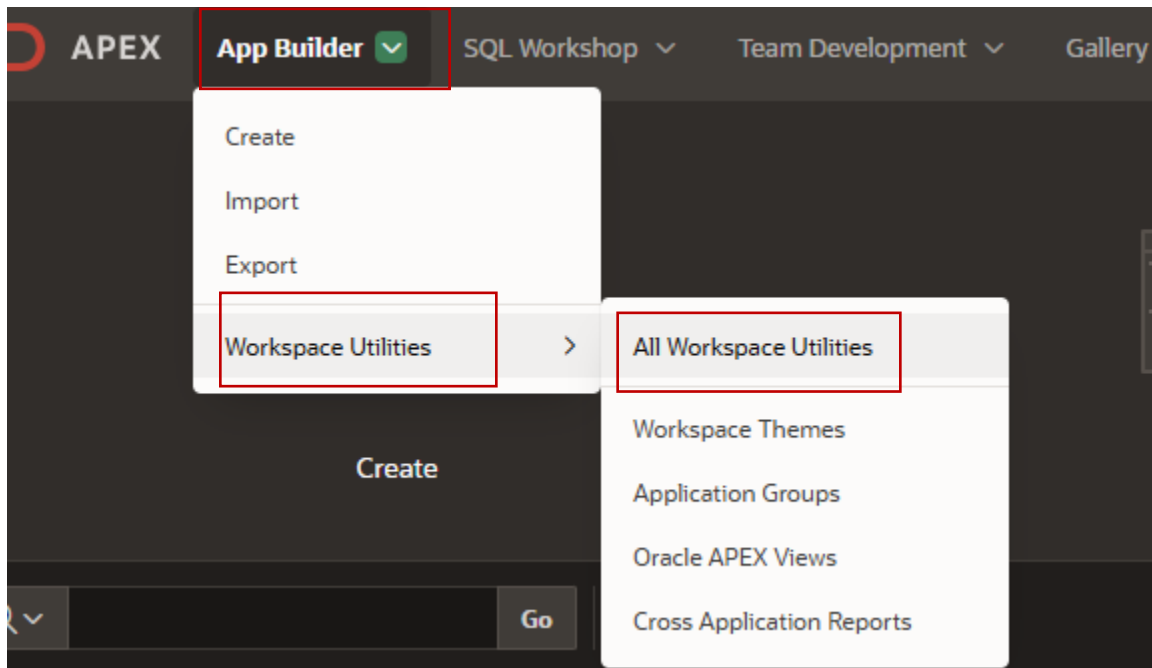 APEX App Builder SQL Workshop Team Development Gallery
Create
Import
Export
Workspace Utilities
All Workspace Utilities
Workspace Themes
Application Groups
Oracle APEX Views
Cross Application Reports
Create
Go